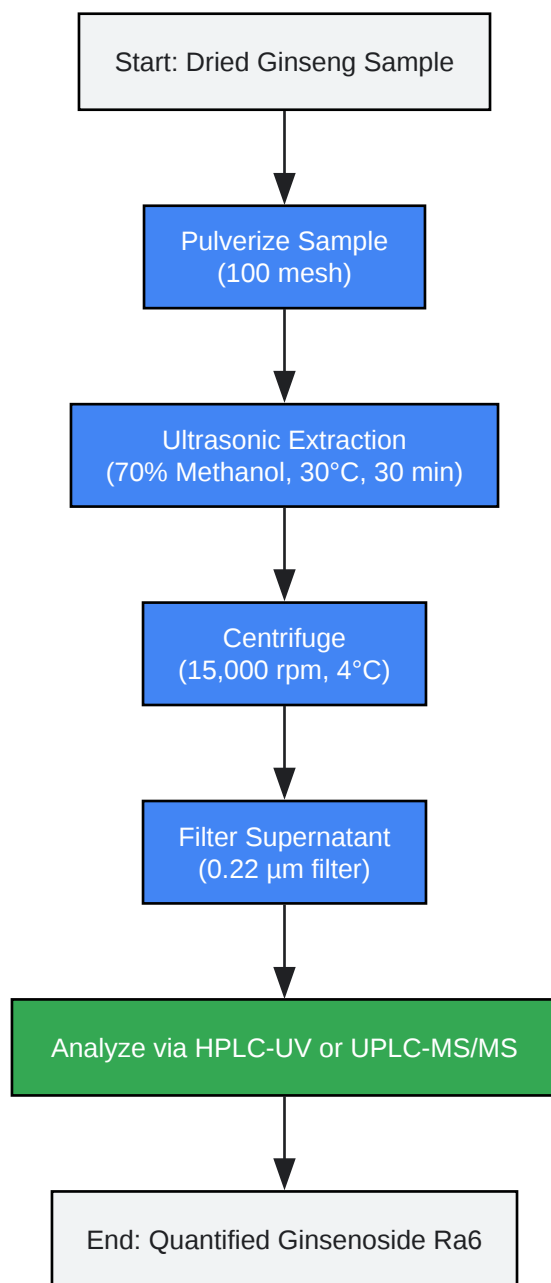 Start: Dried Ginseng Sample
Pulverize Sample
(100 mesh)
Ultrasonic Extraction
(70% Methanol, 30°C, 30 min)
Centrifuge
(15,000 rpm, 4°C)
Filter Supernatant
(0.22 µm filter)
Analyze via HPLC-UV or UPLC-MS/MS
End: Quantified Ginsenoside Ra6